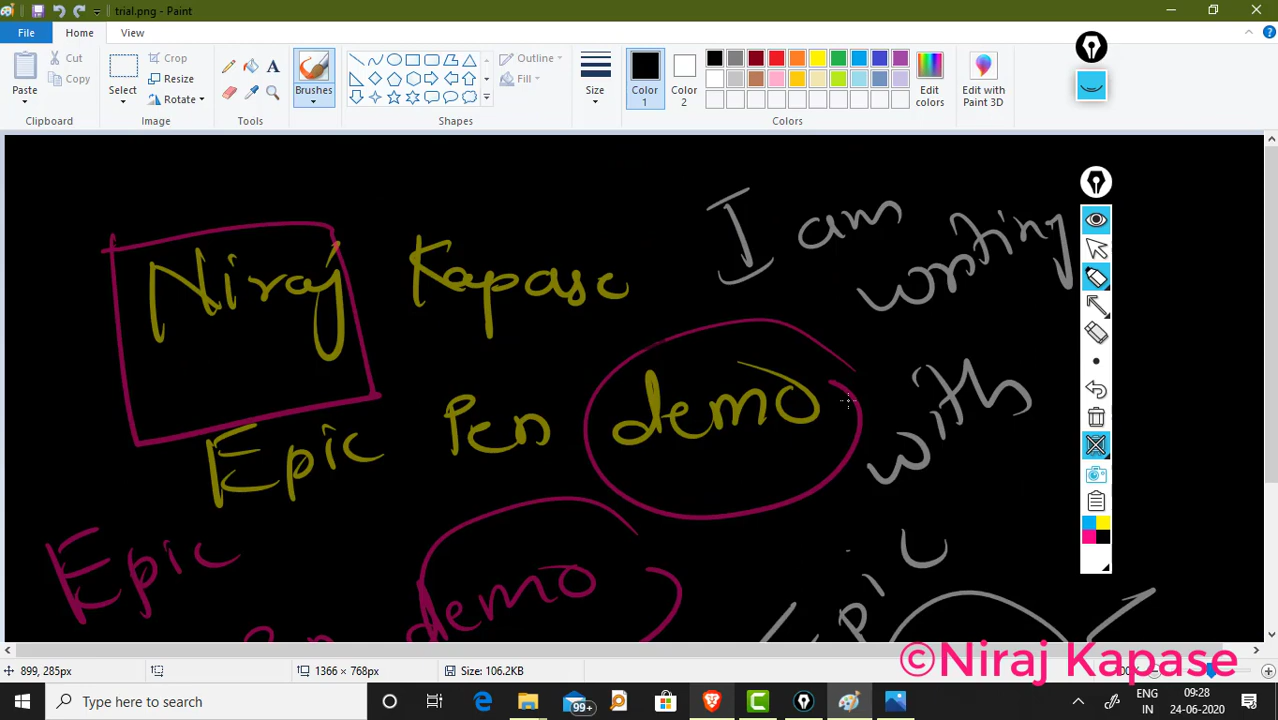 trial.png - Paint
File Home View
Paste Cut Copy Clipboard
Select Crop Resize Rotate Image
Tools
Brushes
Outline Fill Shapes
Size
Color 1 Color 2 Edit colors Colors
Edit with Paint 3D
Niraj Kapase I am
writing
Epic Pen demo with
Epic
Pen demo
Epic
©Niraj Kapase
899, 285px 1366 × 768px Size: 106.2KB
Type here to search
99+
ENG IN
09:28
24-06-2020